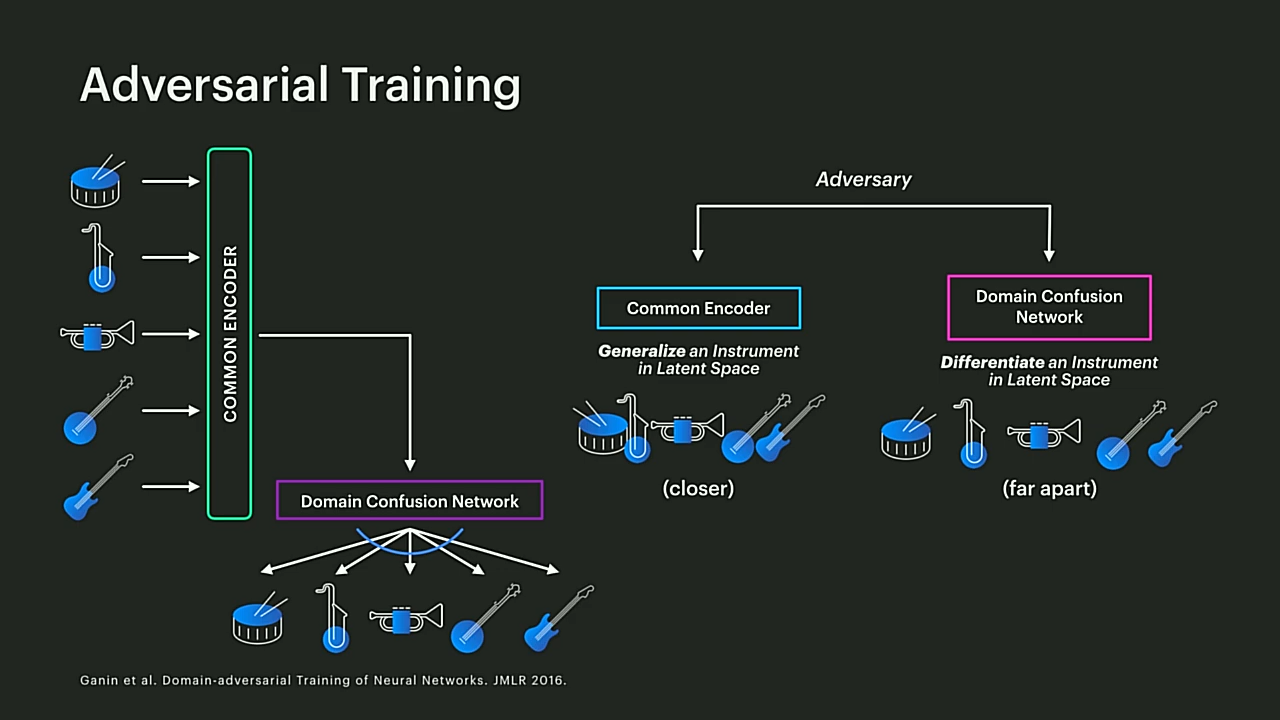 Adversarial Training
COMMON ENCODER
Domain Confusion Network
Adversary
Common Encoder
Generalize an Instrument
in Latent Space
(closer)
Domain Confusion
Network
Differentiate an Instrument
in Latent Space
(far apart)
Ganin et al. Domain-adversarial Training of Neural Networks. JMLR 2016.